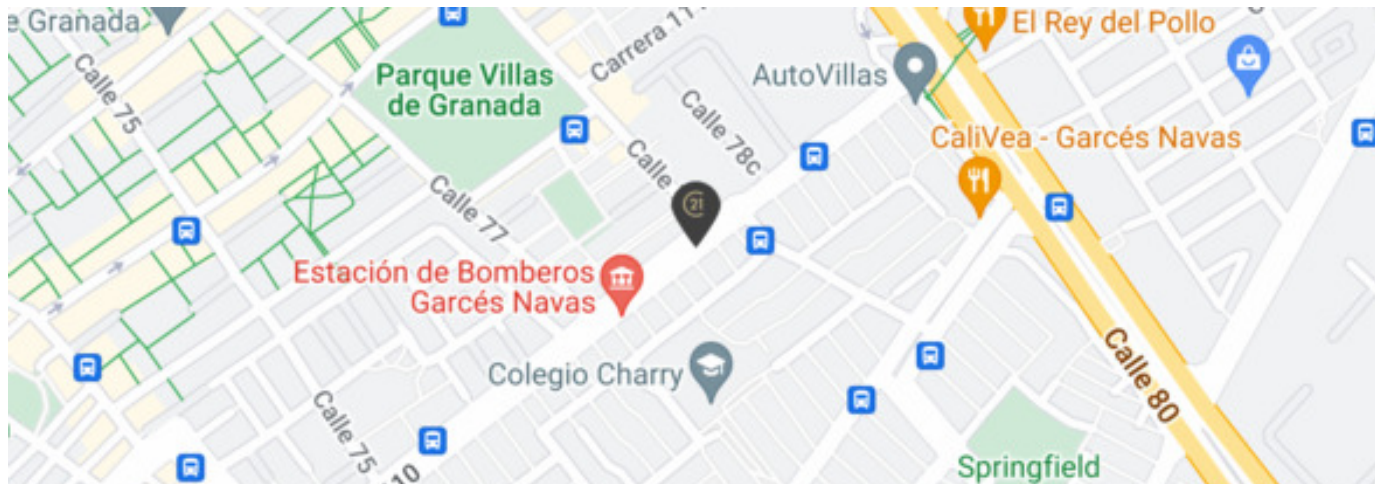 e Granada
El Rey del Pollo
Calle 75
Parque Villas
de Granada
Carrera 11
AutoVillas
Calle 78c
CaliVea - Garcés Navas
Calle
21
Calle 77
Estación de Bomberos
Garcés Navas
Colegio Charry
Calle 80
Calle 75
Springfield